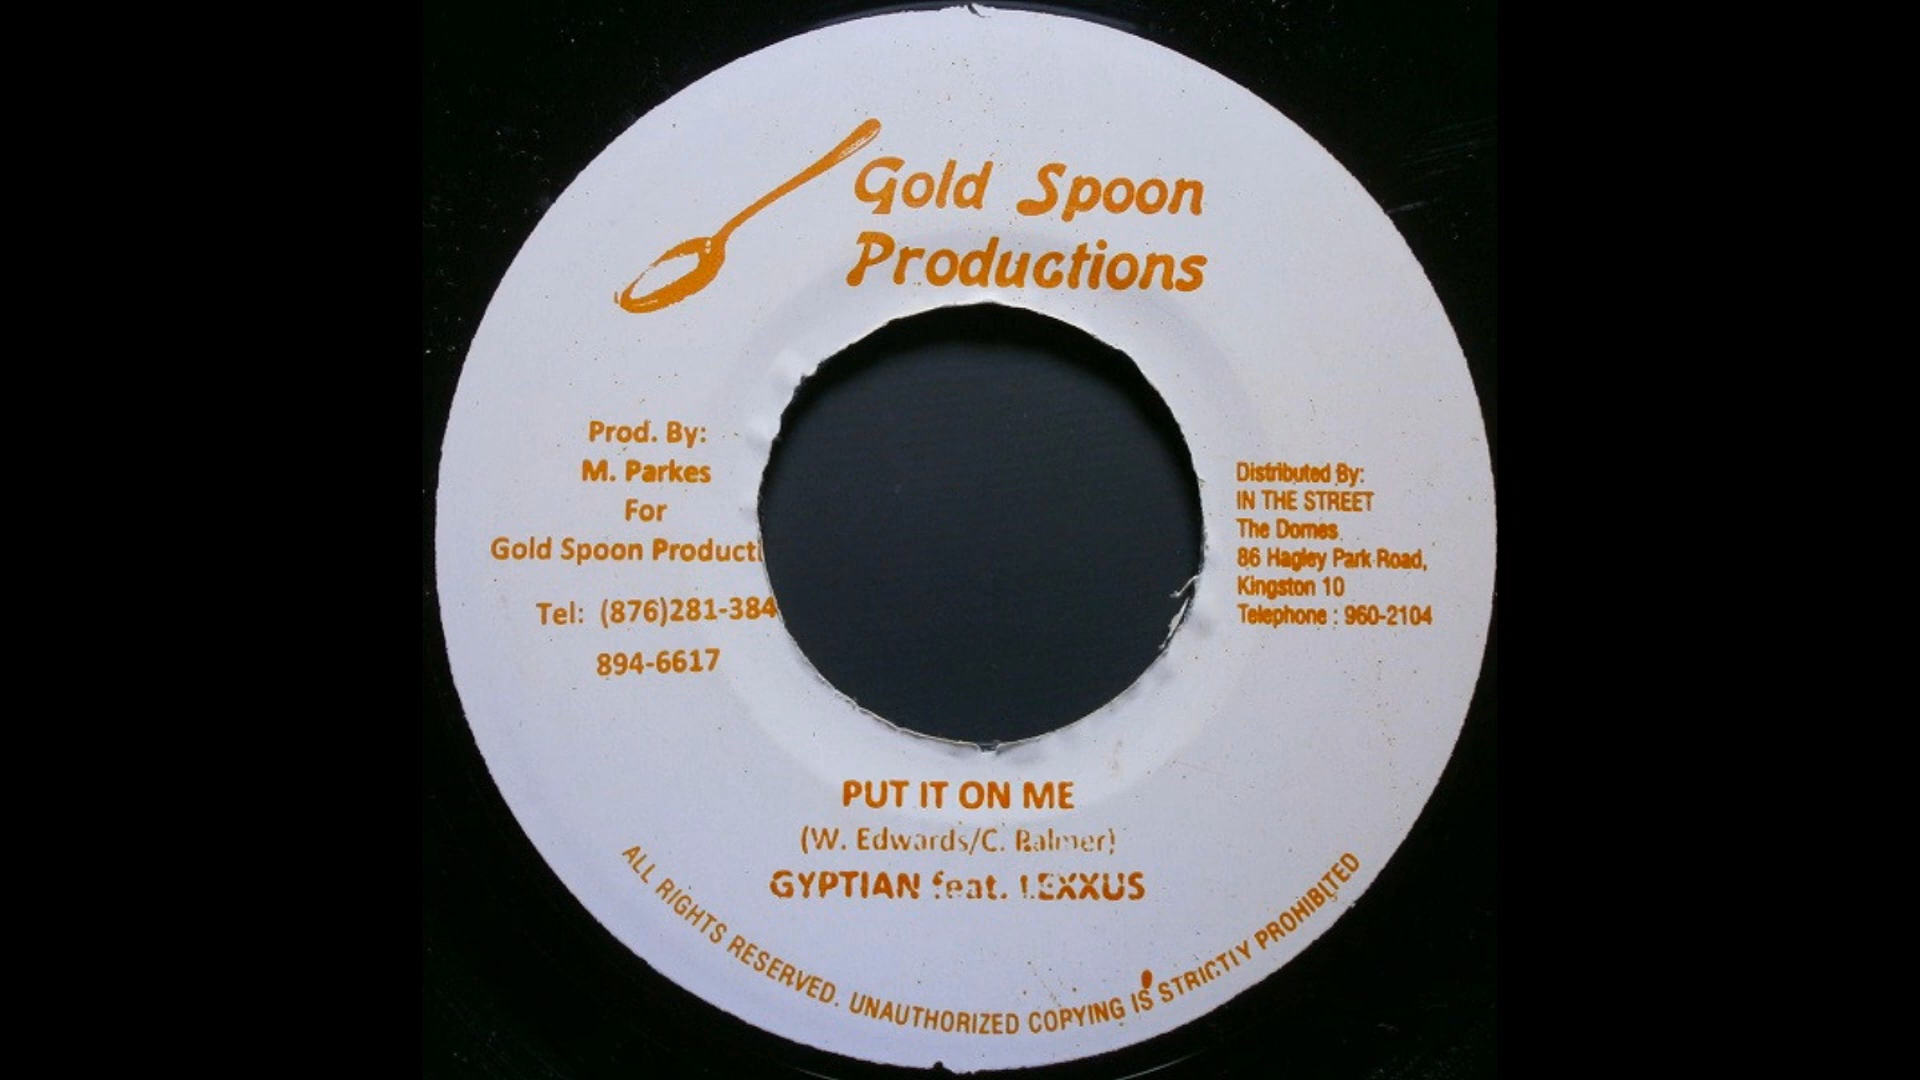 Gold Spoon
Productions
Prod. By:
M. Parkes
For
Gold Spoon Producti
Tel: (876)281-384
894-6617
Distributed By:
IN THE STREET
The Domes
86 Hagley Park Road,
Kingston 10
Telephone : 960-2104
PUT IT ON ME
(W. Edwards/C. Balmer)
GYPTIAN feat. LEXXUS
ALL RIGHTS RESERVED. UNAUTHORIZED COPYING IS STRICTLY PROHIBITED